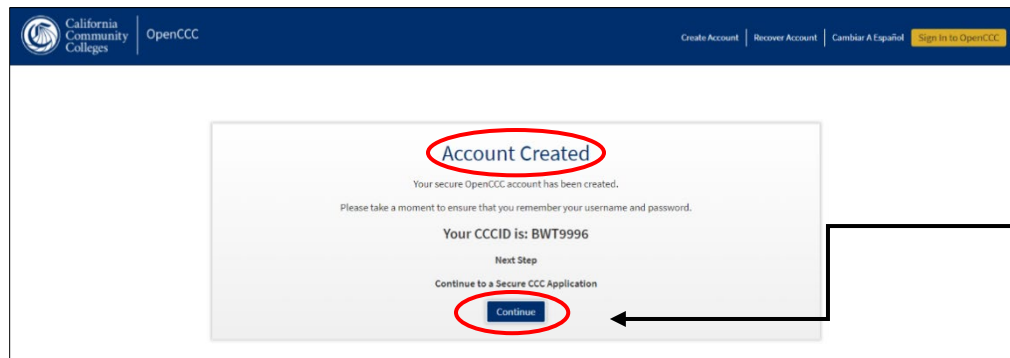 California
Community
Colleges
OpenCCC
Create Account
Recover Account
Cambiar A Español
Sign In to OpenCCC
Account Created
Your secure OpenCCC account has been created.
Please take a moment to ensure that you remember your username and password.
Your CCCID is: BWT9996
Next Step
Continue to a Secure CCC Application
Continue